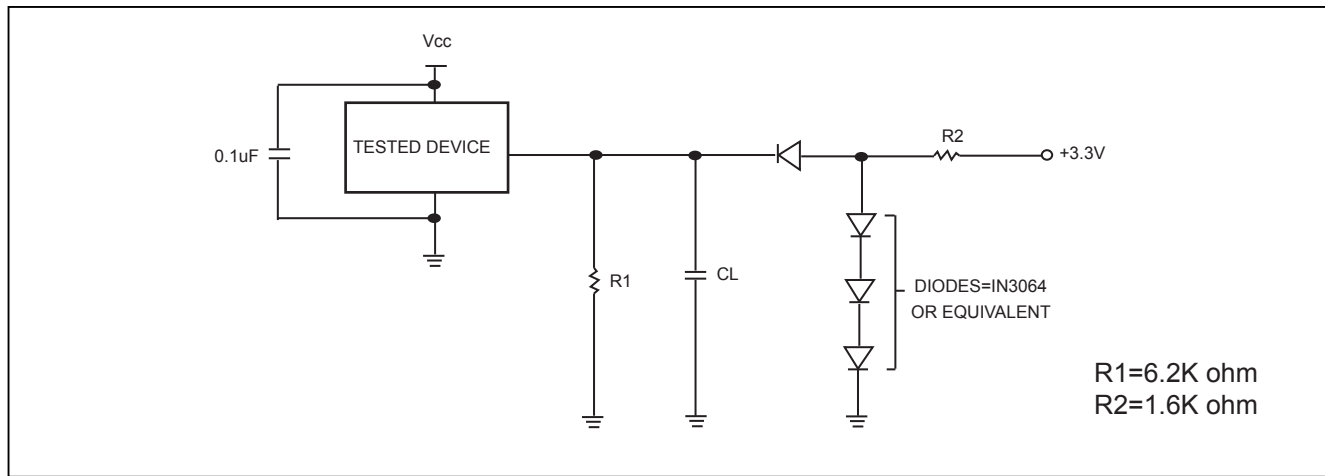 Vcc
0.1uF
TESTED DEVICE
R2
+3.3V
R1
CL
DIODES=IN3064
OR EQUIVALENT
R1=6.2K ohm
R2=1.6K ohm